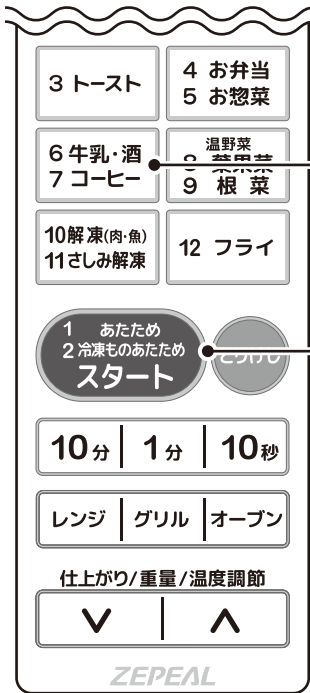 3 トースト
4 お弁当
5 お惣菜
6 牛乳・酒
7 コーヒー
温野菜
8 葉果菜
9 根 菜
10解凍(肉・魚)
11さしみ解凍
12 フライ
1 あたため
2 冷凍ものあたため
スタート
とりけし
10分
1分
10秒
レンジ
グリル
オーブン
仕上がり/重量/温度調節
ZEPEAL